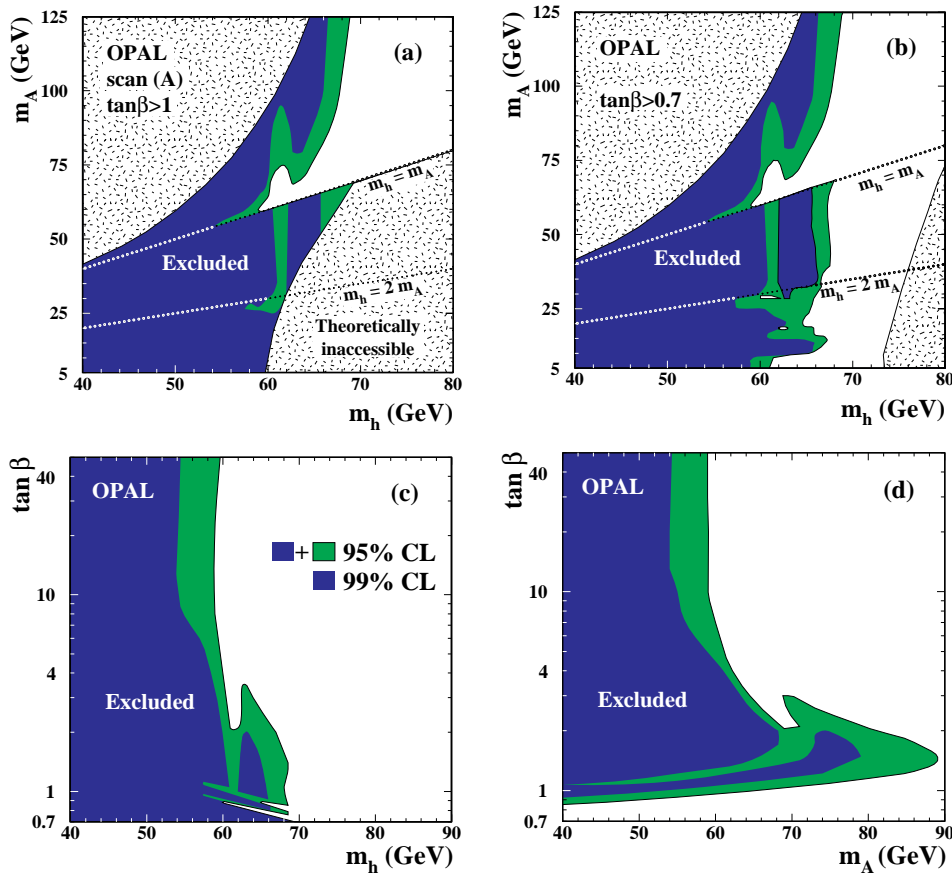 m_A (GeV)
125
100
75
50
25
5
OPAL
scan (A)
tanβ>1
(a)
m_h = m_A
Excluded
m_h = 2 m_A
Theoretically
inaccessible
40 50 60 70 80
m_h (GeV)
m_A (GeV)
125
100
75
50
25
5
OPAL
tanβ>0.7
(b)
m_h = m_A
Excluded
m_h = 2 m_A
40 50 60 70 80
m_h (GeV)
tan β
40
10
4
1
0.7
OPAL
(c)
+ 95% CL
99% CL
Excluded
40 50 60 70 80 90
m_h (GeV)
tan β
40
10
4
1
0.7
OPAL
(d)
Excluded
40 50 60 70 80 90
m_A (GeV)